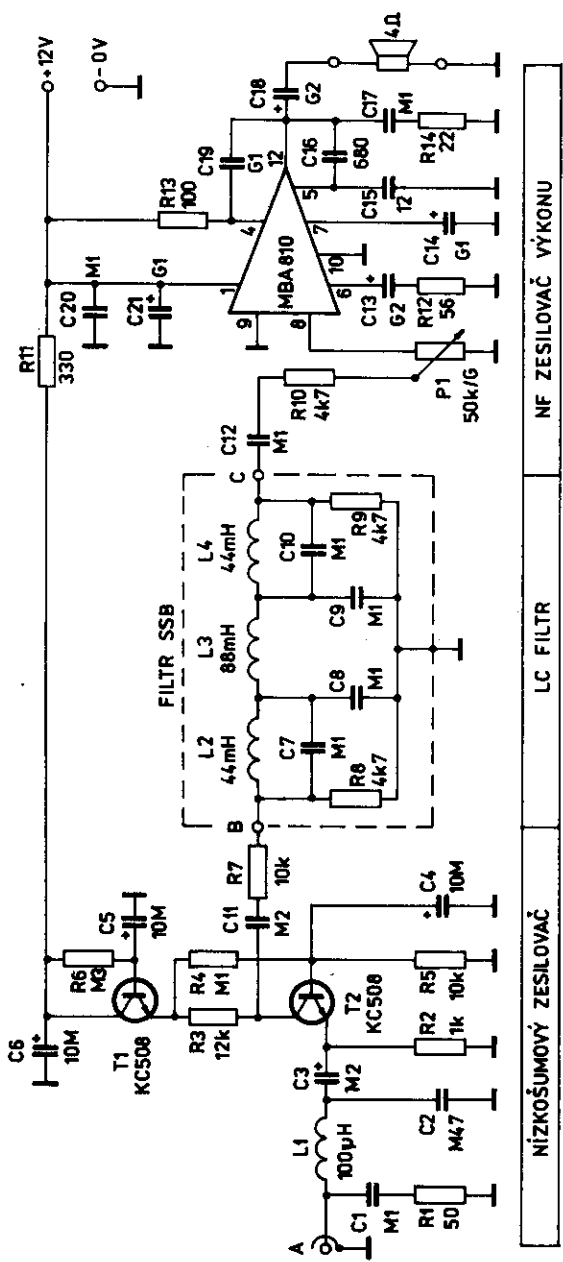 C6
10M
T1
KC508
R6
M3
C5
10M
R3
12k
R4
M1
C11
M2
R7
10k
T2
KC508
A
C1
M1
R1
50
L1
100µH
C2
M47
C3
M2
R2
1k
R5
10k
C4
10M
FILTR SSB
B
L2
44mH
L3
88mH
L4
44mH
C7
M1
R8
4k7
C8
M1
C9
M1
C10
M1
R9
4k7
C
C12
M1
R10
4k7
P1
50k/G
R11
330
C20
M1
C21
G1
+12V
-0V
R13
100
C19
G1
MBA810
1
4
12
9
8
6
10
7
5
C13
G2
R12
56
C14
G1
C15
12
C16
680
C17
M1
R14
22
C18
G2
4Ω
NÍZKOŠUMOVÝ ZESILOVAČ
LC FILTR
NF ZESILOVAČ VÝKONU